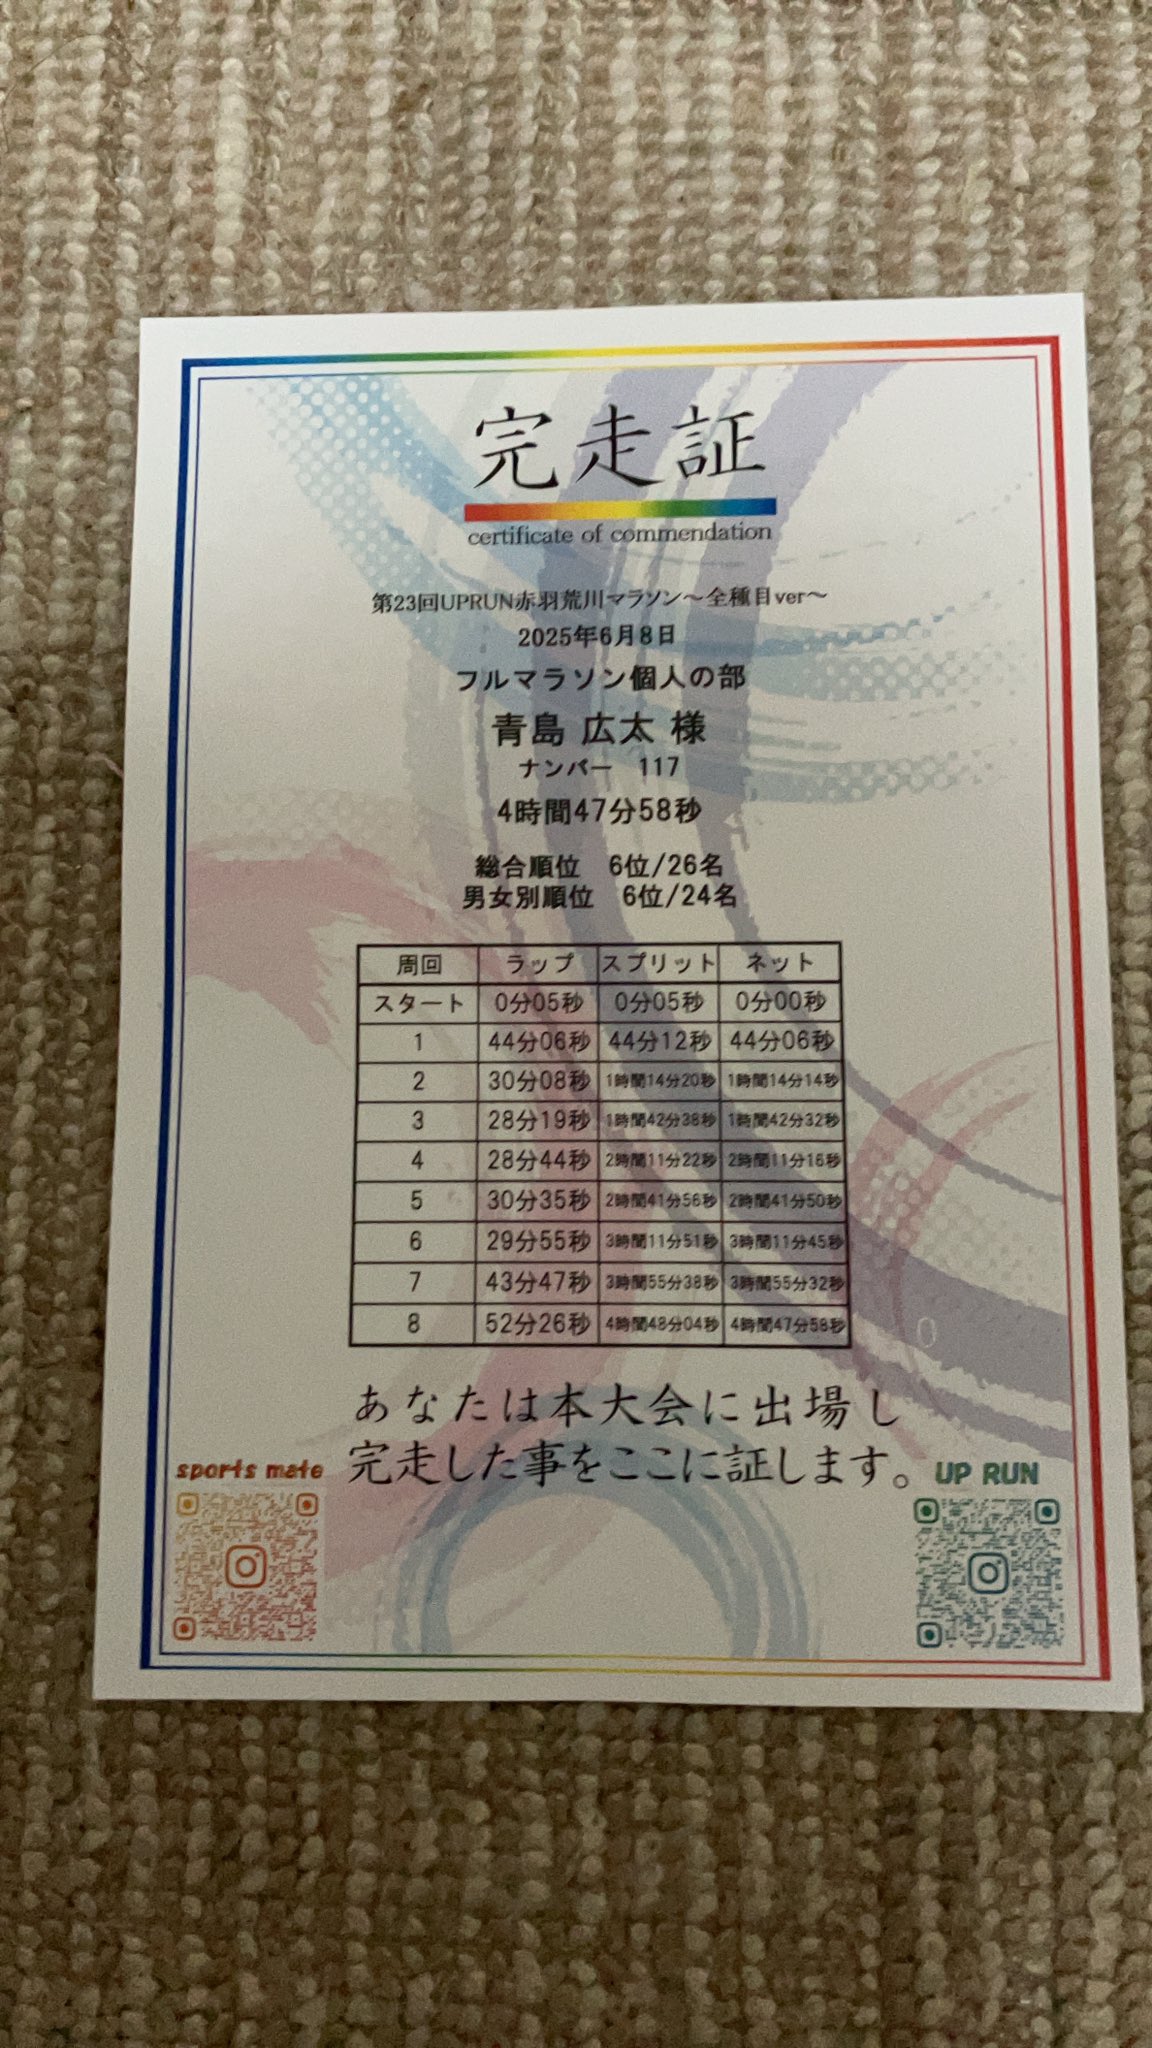 完走証
certificate of commendation
第23回UPRUN赤羽荒川マラソン～全種目ver～
2025年6月8日
フルマラソン個人の部
青島 広太 様
ナンバー 117
4時間47分58秒
総合順位 6位/26名
男女別順位 6位/24名
周回 ラップ スプリット ネット
スタート 0分05秒 0分05秒 0分00秒
1 44分06秒 44分12秒 44分06秒
2 30分08秒 1時間14分20秒 1時間14分14秒
3 28分19秒 1時間42分38秒 1時間42分32秒
4 28分44秒 2時間11分22秒 2時間11分16秒
5 30分35秒 2時間41分56秒 2時間41分50秒
6 29分55秒 3時間11分51秒 3時間11分45秒
7 43分47秒 3時間55分38秒 3時間55分32秒
8 52分26秒 4時間48分04秒 4時間47分58秒
あなたは本大会に出場し
完走した事をここに証します。
sports mate
UP RUN